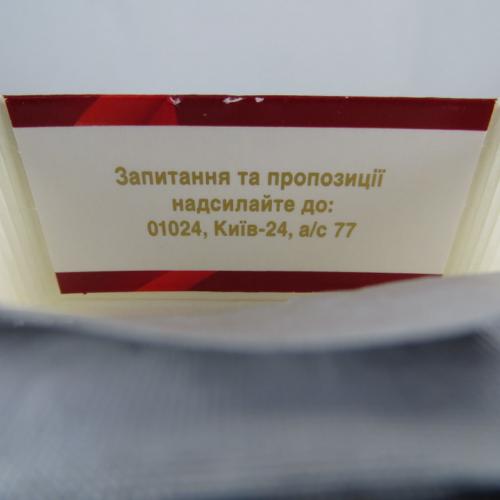 Запитання та пропозиції
надсилайте до:
01024, Київ-24, а/с 77